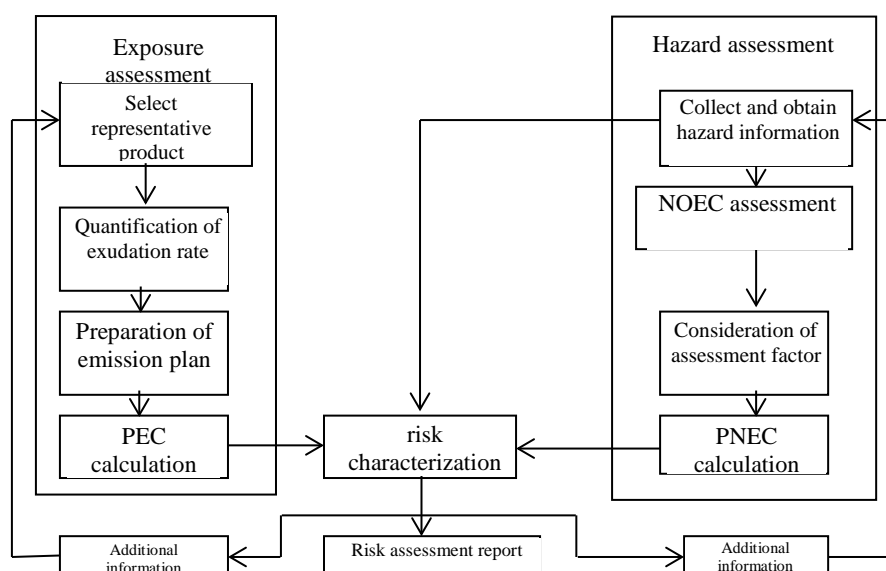 Exposure
assessment
Select
representative
product
Quantification of
exudation rate
Preparation of
emission plan
PEC
calculation
Hazard assessment
Collect and obtain
hazard information
NOEC assessment
Consideration of
assessment factor
PNEC
calculation
risk
characterization
Additional
information
Risk assessment report
Additional
information